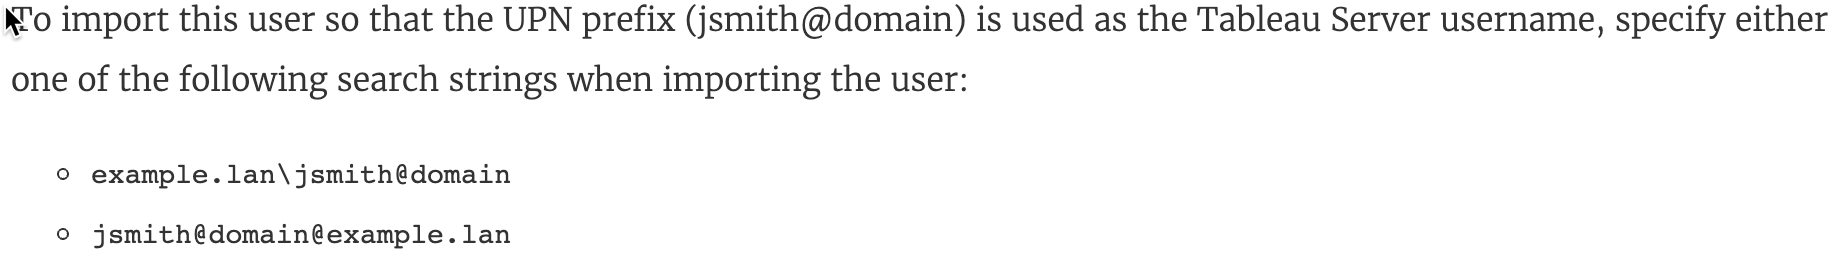 To import this user so that the UPN prefix (jsmith@domain) is used as the Tableau Server username, specify either
one of the following search strings when importing the user:
example.lan\jsmith@domain
jsmith@domain@example.lan